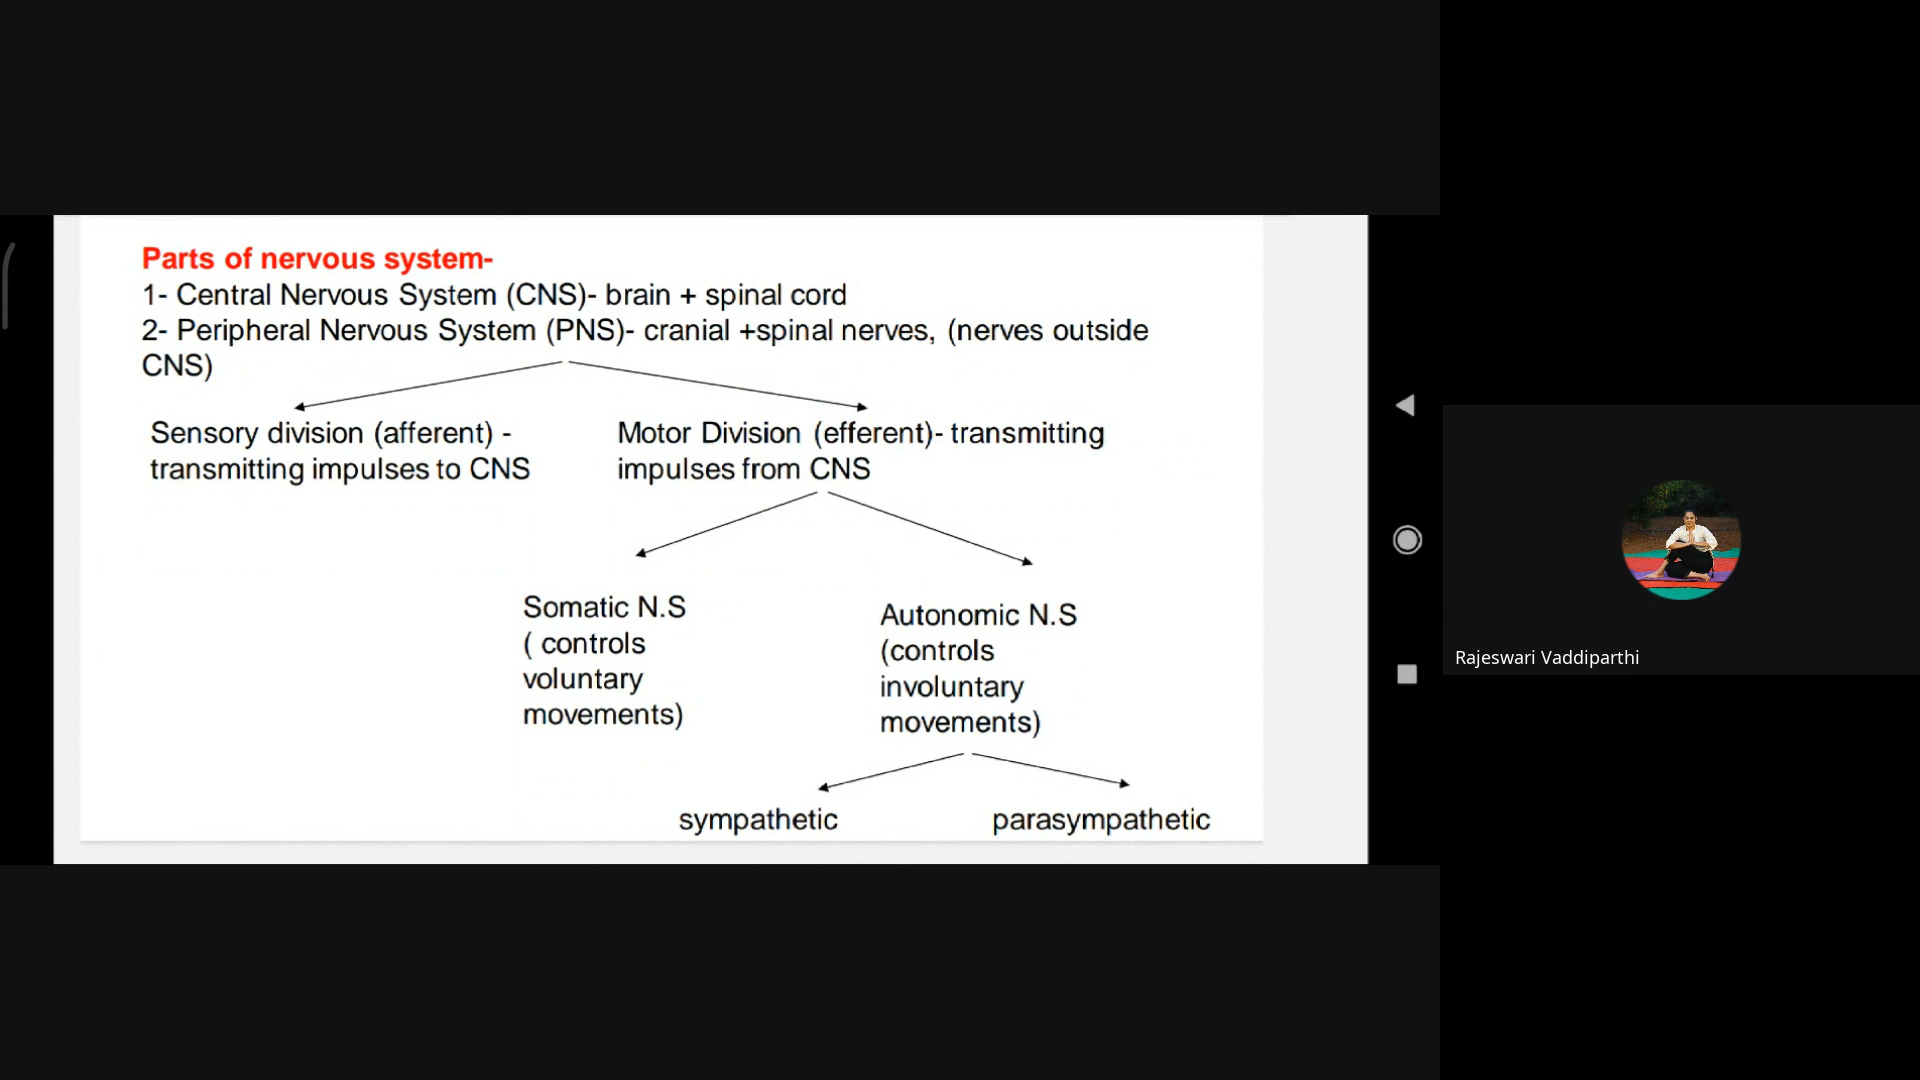 Parts of nervous system-
1- Central Nervous System (CNS)- brain + spinal cord
2- Peripheral Nervous System (PNS)- cranial +spinal nerves, (nerves outside
CNS)
Sensory division (afferent) -
transmitting impulses to CNS
Motor Division (efferent)- transmitting
impulses from CNS
Somatic N.S
( controls
voluntary
movements)
Autonomic N.S
(controls
involuntary
movements)
sympathetic
parasympathetic
Rajeswari Vaddiparthi